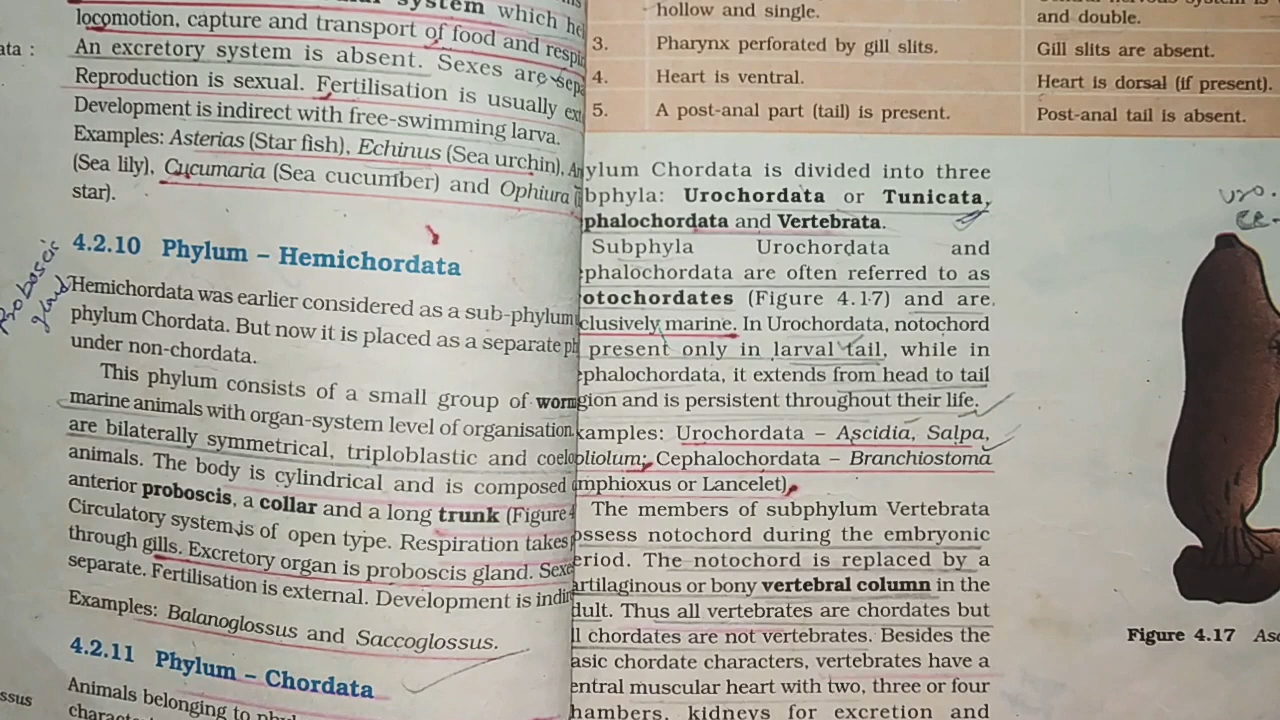 system which
locomotion, capture and transport of food and
An excretory system is absent. Sexes are
Reproduction is sexual. Fertilisation is usually
Development is indirect with free-swimming larva.
Examples: Asterias (Star fish), Echinus (Sea urchin),
(Sea lily), Cucumaria (Sea cucumber) and Ophiura
star).
4.2.10 Phylum – Hemichordata
Proboscis
gland
Hemichordata was earlier considered as a sub-phylum
phylum Chordata. But now it is placed as a separate
under non-chordata.
This phylum consists of a small group of
marine animals with organ-system level of organisation.
are bilaterally symmetrical, triploblastic and
animals. The body is cylindrical and is composed
anterior proboscis, a collar and a long trunk (Figure
Circulatory system is of open type. Respiration takes
through gills. Excretory organ is proboscis gland.
separate. Fertilisation is external. Development is
Examples: Balanoglossus and Saccoglossus.
4.2.11 Phylum – Chordata
Animals belonging to
hollow and single.
and double.
3. Pharynx perforated by gill slits. Gill slits are absent.
4. Heart is ventral. Heart is dorsal (if present).
5. A post-anal part (tail) is present. Post-anal tail is absent.
ylum Chordata is divided into three
bphyla: Urochordata or Tunicata,
phalochordata and Vertebrata.
Subphyla Urochordata and
phalochordata are often referred to as
otochordates (Figure 4.17) and are
clusively marine. In Urochordata, notochord
present only in larval tail, while in
phalochordata, it extends from head to tail
gion and is persistent throughout their life.
xamples: Urochordata – Ascidia, Salpa,
oliolum; Cephalochordata – Branchiostoma
mphioxus or Lancelet).
The members of subphylum Vertebrata
ossess notochord during the embryonic
eriod. The notochord is replaced by a
artilaginous or bony vertebral column in the
dult. Thus all vertebrates are chordates but
ll chordates are not vertebrates. Besides the
asic chordate characters, vertebrates have a
entral muscular heart with two, three or four
hambers, kidneys for excretion and
Figure 4.17